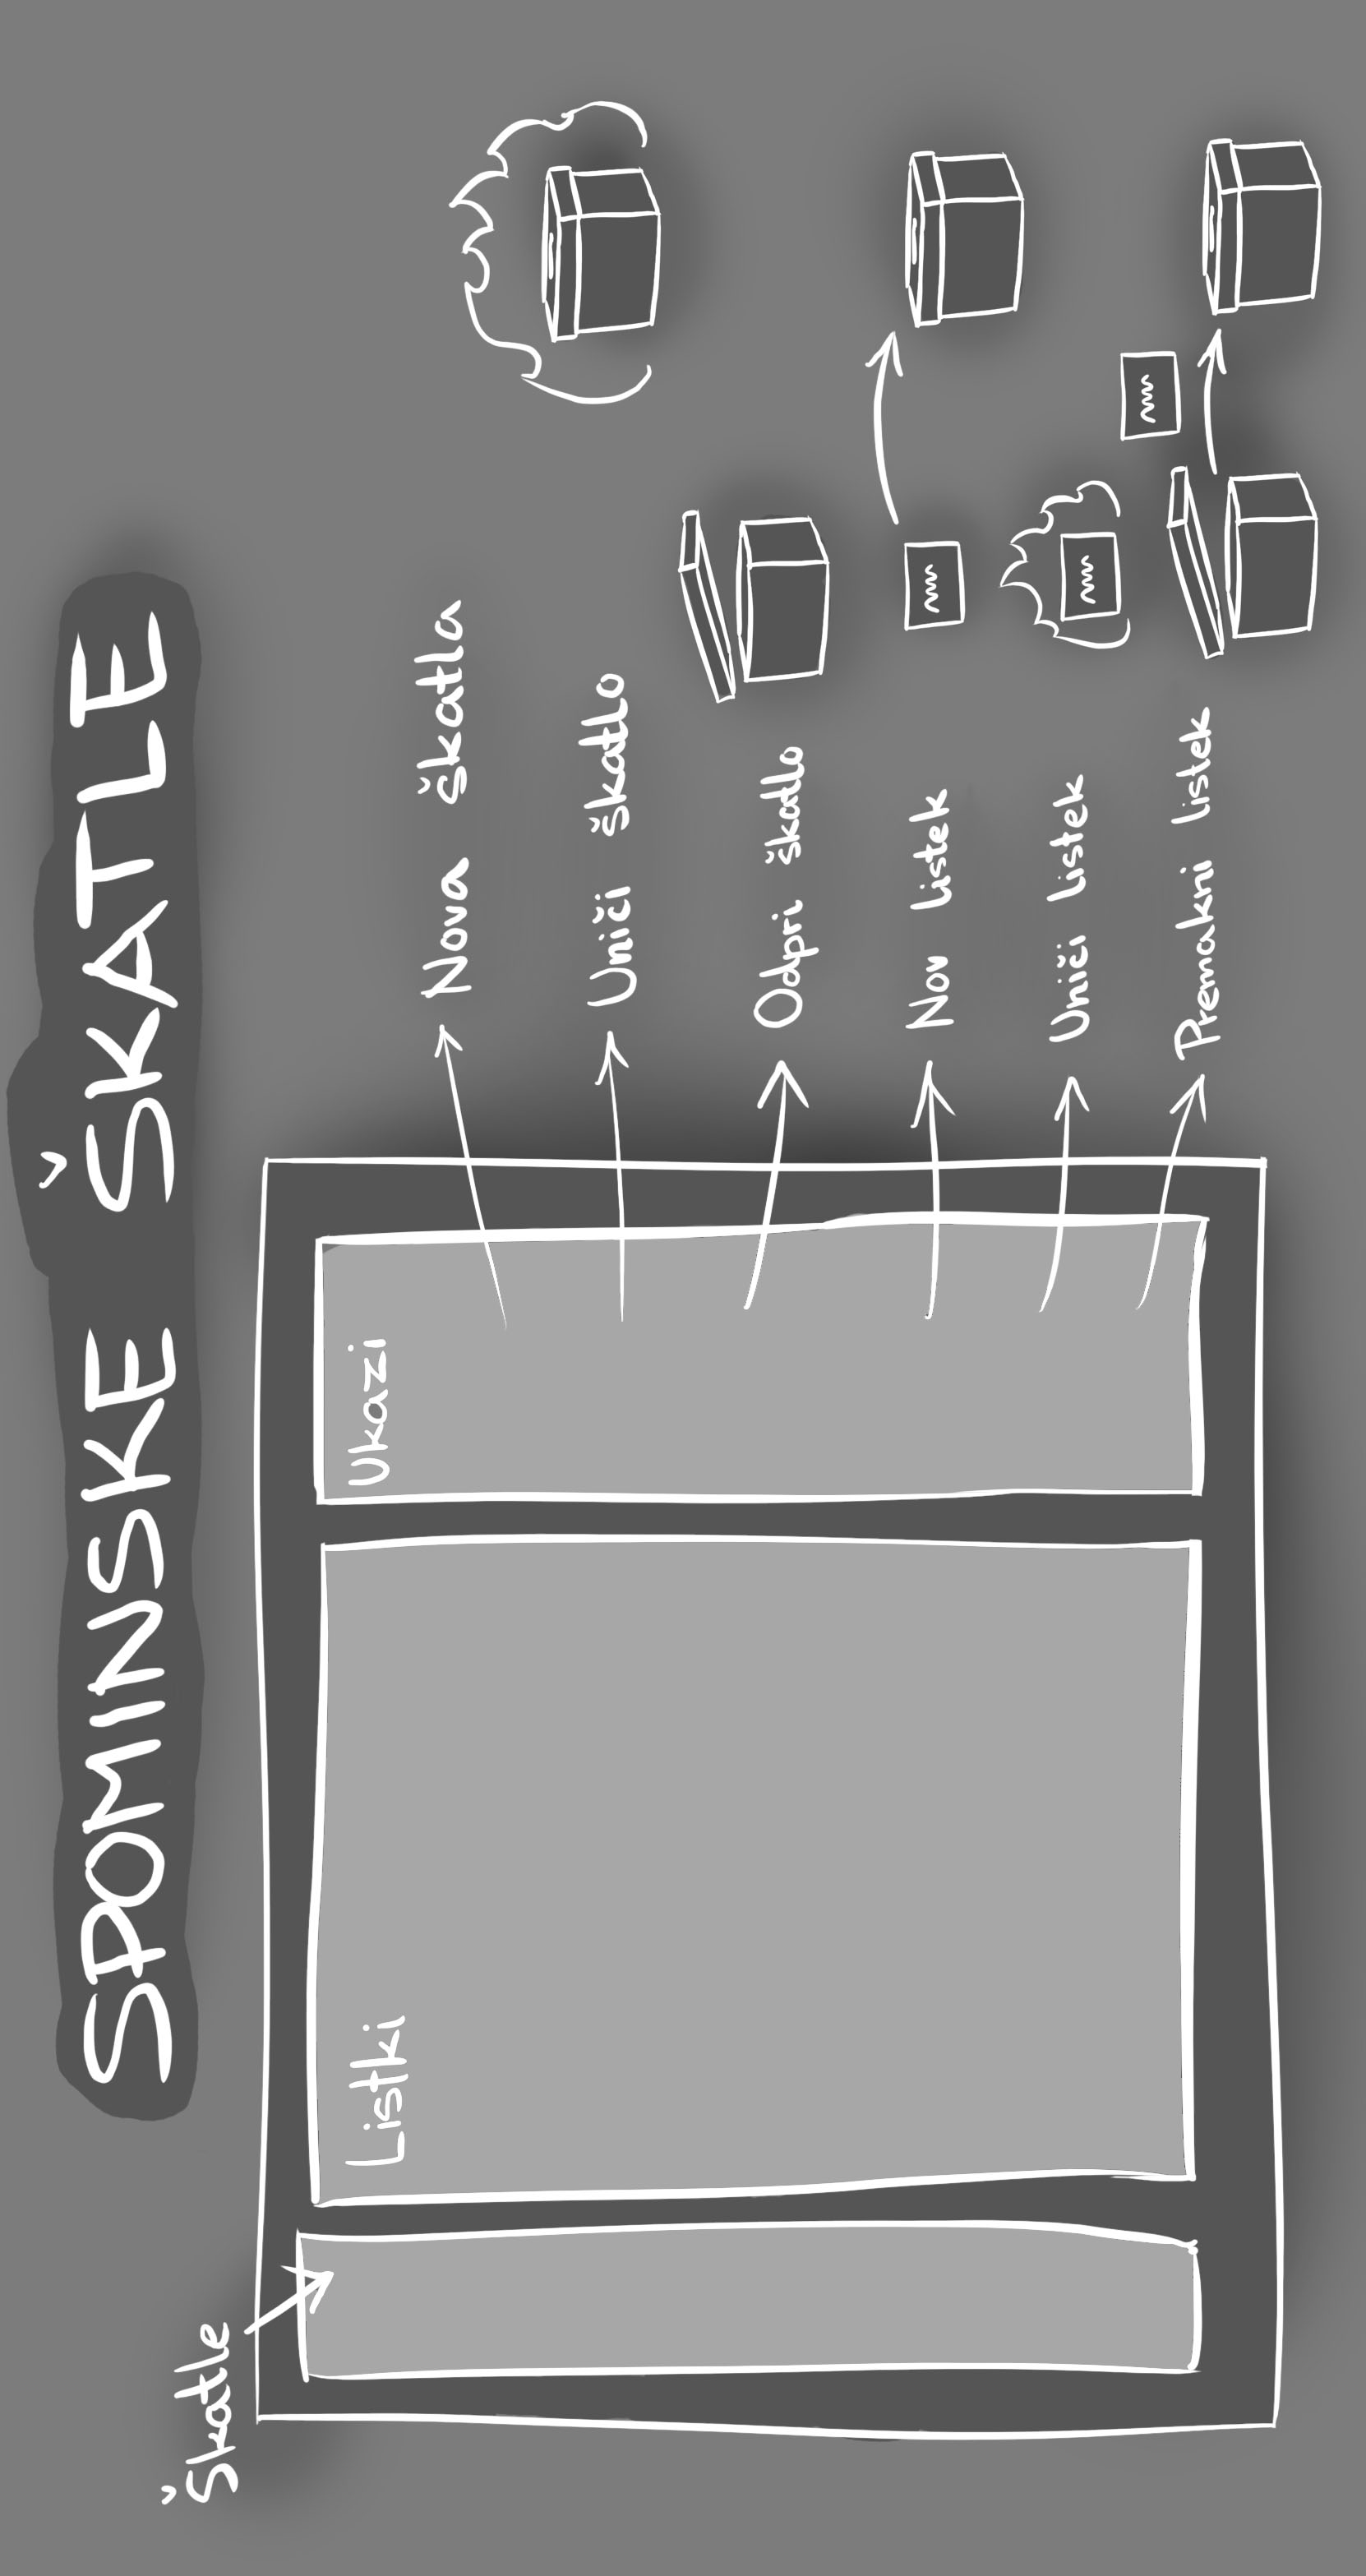 SPOMINSKE ŠKATLE
Škatle
Listki
Ukazi
Nova škatla
Uniči škatlo
Odpri škatlo
Nov listek
Uniči listek
Premakni listek